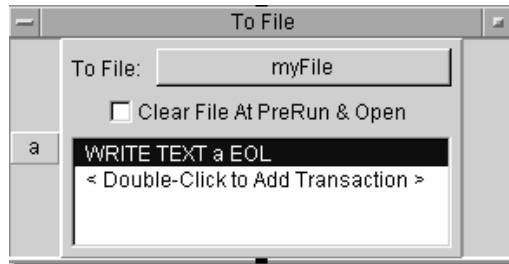 To File
To File: myFile
Clear File At PreRun & Open
a
WRITE TEXT a EOL
< Double-Click to Add Transaction >